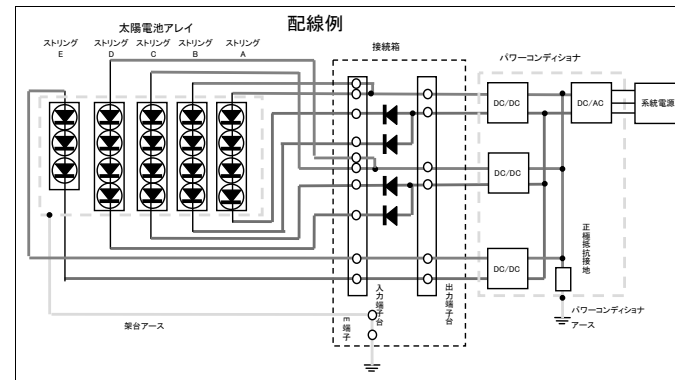 配線例
太陽電池アレイ
ストリング
E
ストリング
D
ストリング
C
ストリング
B
ストリング
A
接続箱
パワーコンディショナ
DC/DC
DC/AC
系統電源
DC/DC
DC/DC
正極抵抗接地
入力端子台
出力端子台
E端子
架台アース
パワーコンディショナ
アース